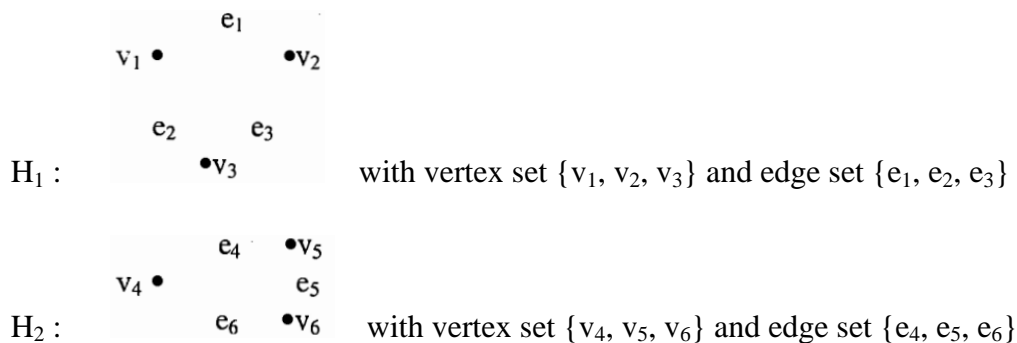 e₁
v₁ v₂
e₂ e₃
v₃
H₁ : with vertex set {v₁, v₂, v₃} and edge set {e₁, e₂, e₃}
e₄ v₅
v₄ e₅
e₆ v₆
H₂ : with vertex set {v₄, v₅, v₆} and edge set {e₄, e₅, e₆}